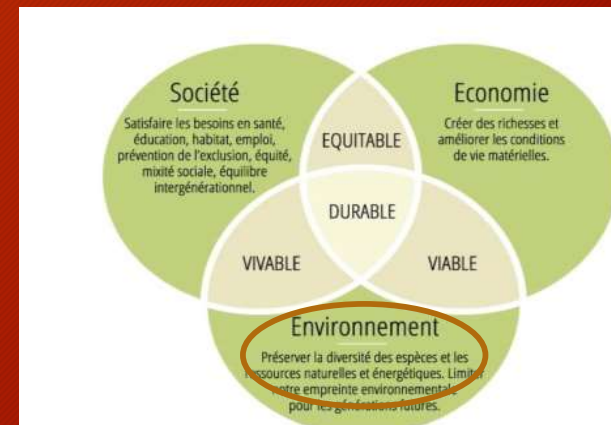 Société
Satisfaire les besoins en santé,
éducation, habitat, emploi,
prévention de l'exclusion, équité,
mixité sociale, équilibre
intergénérationnel.
Economie
Créer des richesses et
améliorer les conditions
de vie matérielles.
EQUITABLE
DURABLE
VIVABLE
VIABLE
Environnement
Préserver la diversité des espèces et les
ressources naturelles et énergétiques. Limiter
notre empreinte environnementale
pour les générations futures.